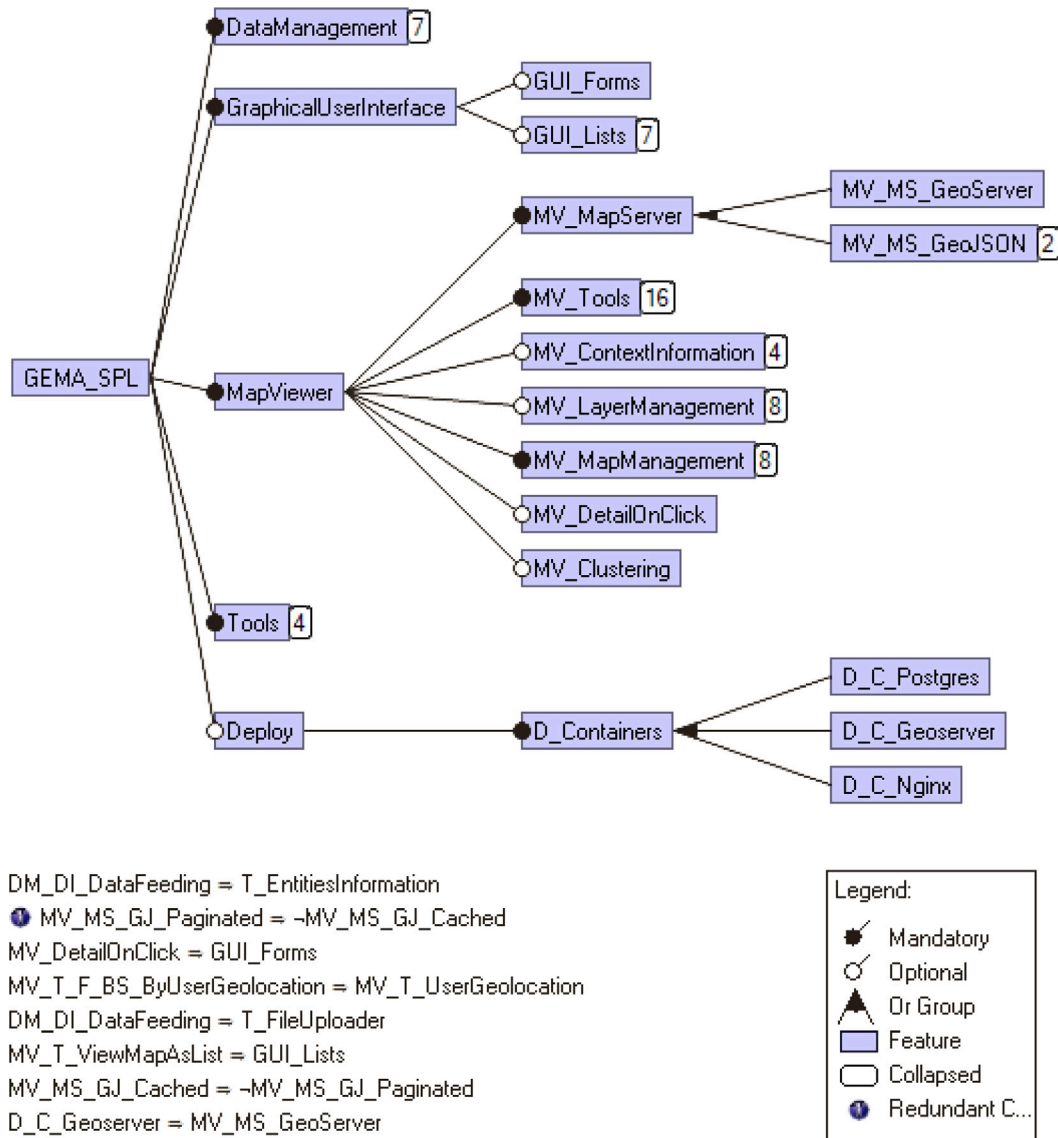 DataManagement 7
GraphicalUserInterface
GUI_Forms
GUI_Lists 7
MV_MapServer
MV_MS_GeoServer
MV_MS_GeoJSON 2
MV_Tools 16
MV_ContextInformation 4
GEMA_SPL
MapViewer
MV_LayerManagement 8
MV_MapManagement 8
MV_DetailOnClick
MV_Clustering
Tools 4
Deploy
D_Containers
D_C_Postgres
D_C_Geoserver
D_C_Nginx
DM_DI_DataFeeding ⇒ T_EntitiesInformation
MV_MS_GJ_Paginated ⇒ ¬MV_MS_GJ_Cached
MV_DetailOnClick ⇒ GUI_Forms
MV_T_F_BS_ByUserGeolocation ⇒ MV_T_UserGeolocation
DM_DI_DataFeeding ⇒ T_FileUploader
MV_T_ViewMapAsList ⇒ GUI_Lists
MV_MS_GJ_Cached ⇒ ¬MV_MS_GJ_Paginated
D_C_Geoserver ⇒ MV_MS_GeoServer
Legend:
Mandatory
Optional
Or Group
Feature
Collapsed
Redundant C...